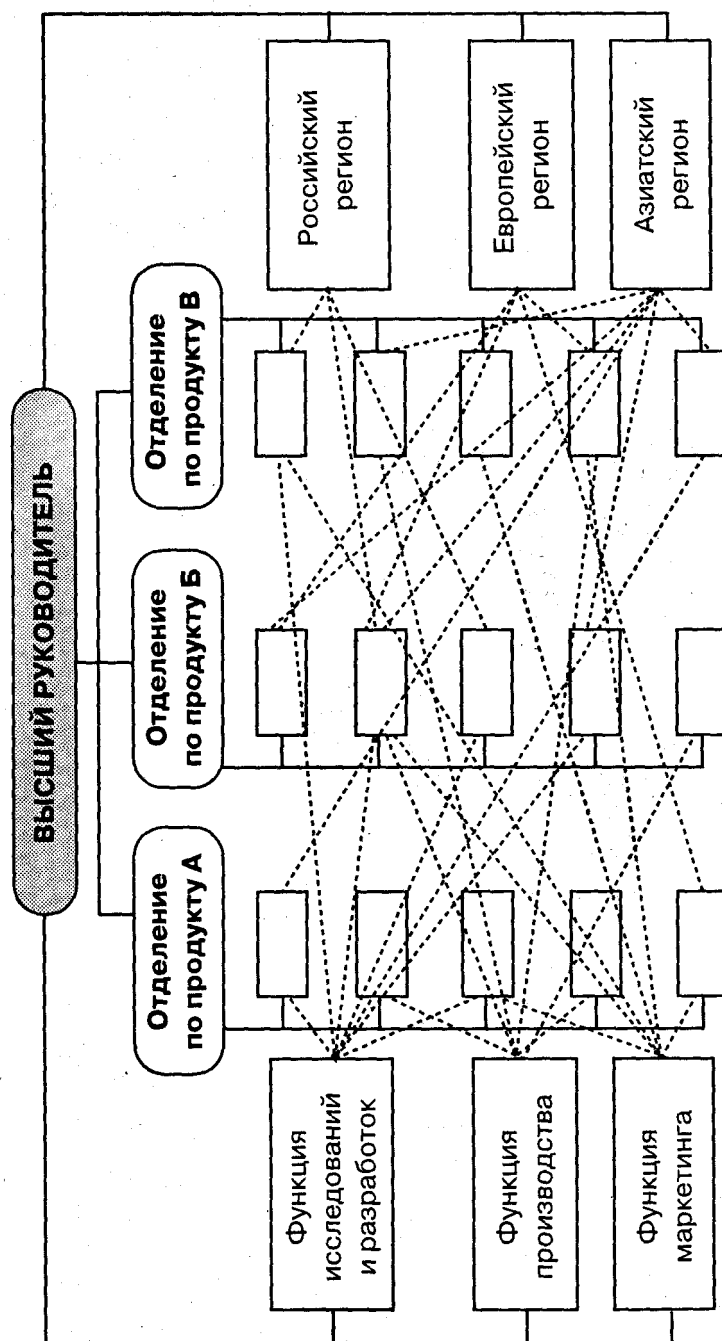 ВЫСШИЙ РУКОВОДИТЕЛЬ
Отделение
по продукту А
Отделение
по продукту Б
Отделение
по продукту В
Функция
исследований
и разработок
Функция
производства
Функция
маркетинга
Российский
регион
Европейский
регион
Азиатский
регион